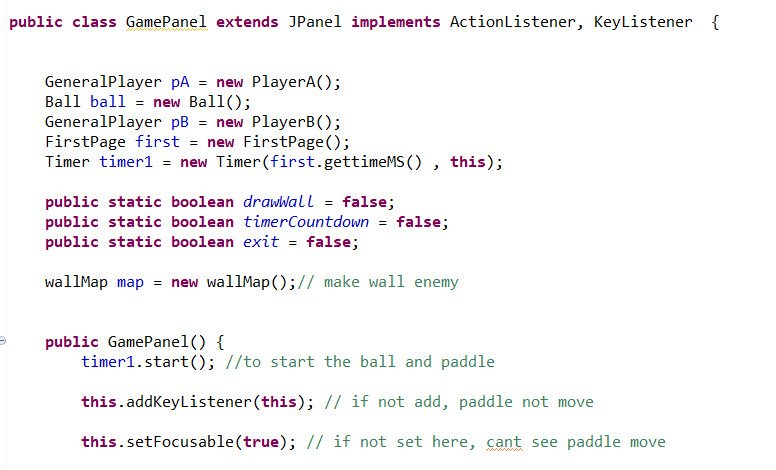 public class GamePanel extends JPanel implements ActionListener, KeyListener  {
GeneralPlayer pA = new PlayerA();
Ball ball = new Ball();
GeneralPlayer pB = new PlayerB();
FirstPage first = new FirstPage();
Timer timer1 = new Timer(first.gettimeMS() , this);
public static boolean drawWall = false;
public static boolean timerCountdown = false;
public static boolean exit = false;
wallMap map = new wallMap();// make wall enemy
public GamePanel() {
timer1.start(); //to start the ball and paddle
this.addKeyListener(this); // if not add, paddle not move
this.setFocusable(true); // if not set here, cant see paddle move